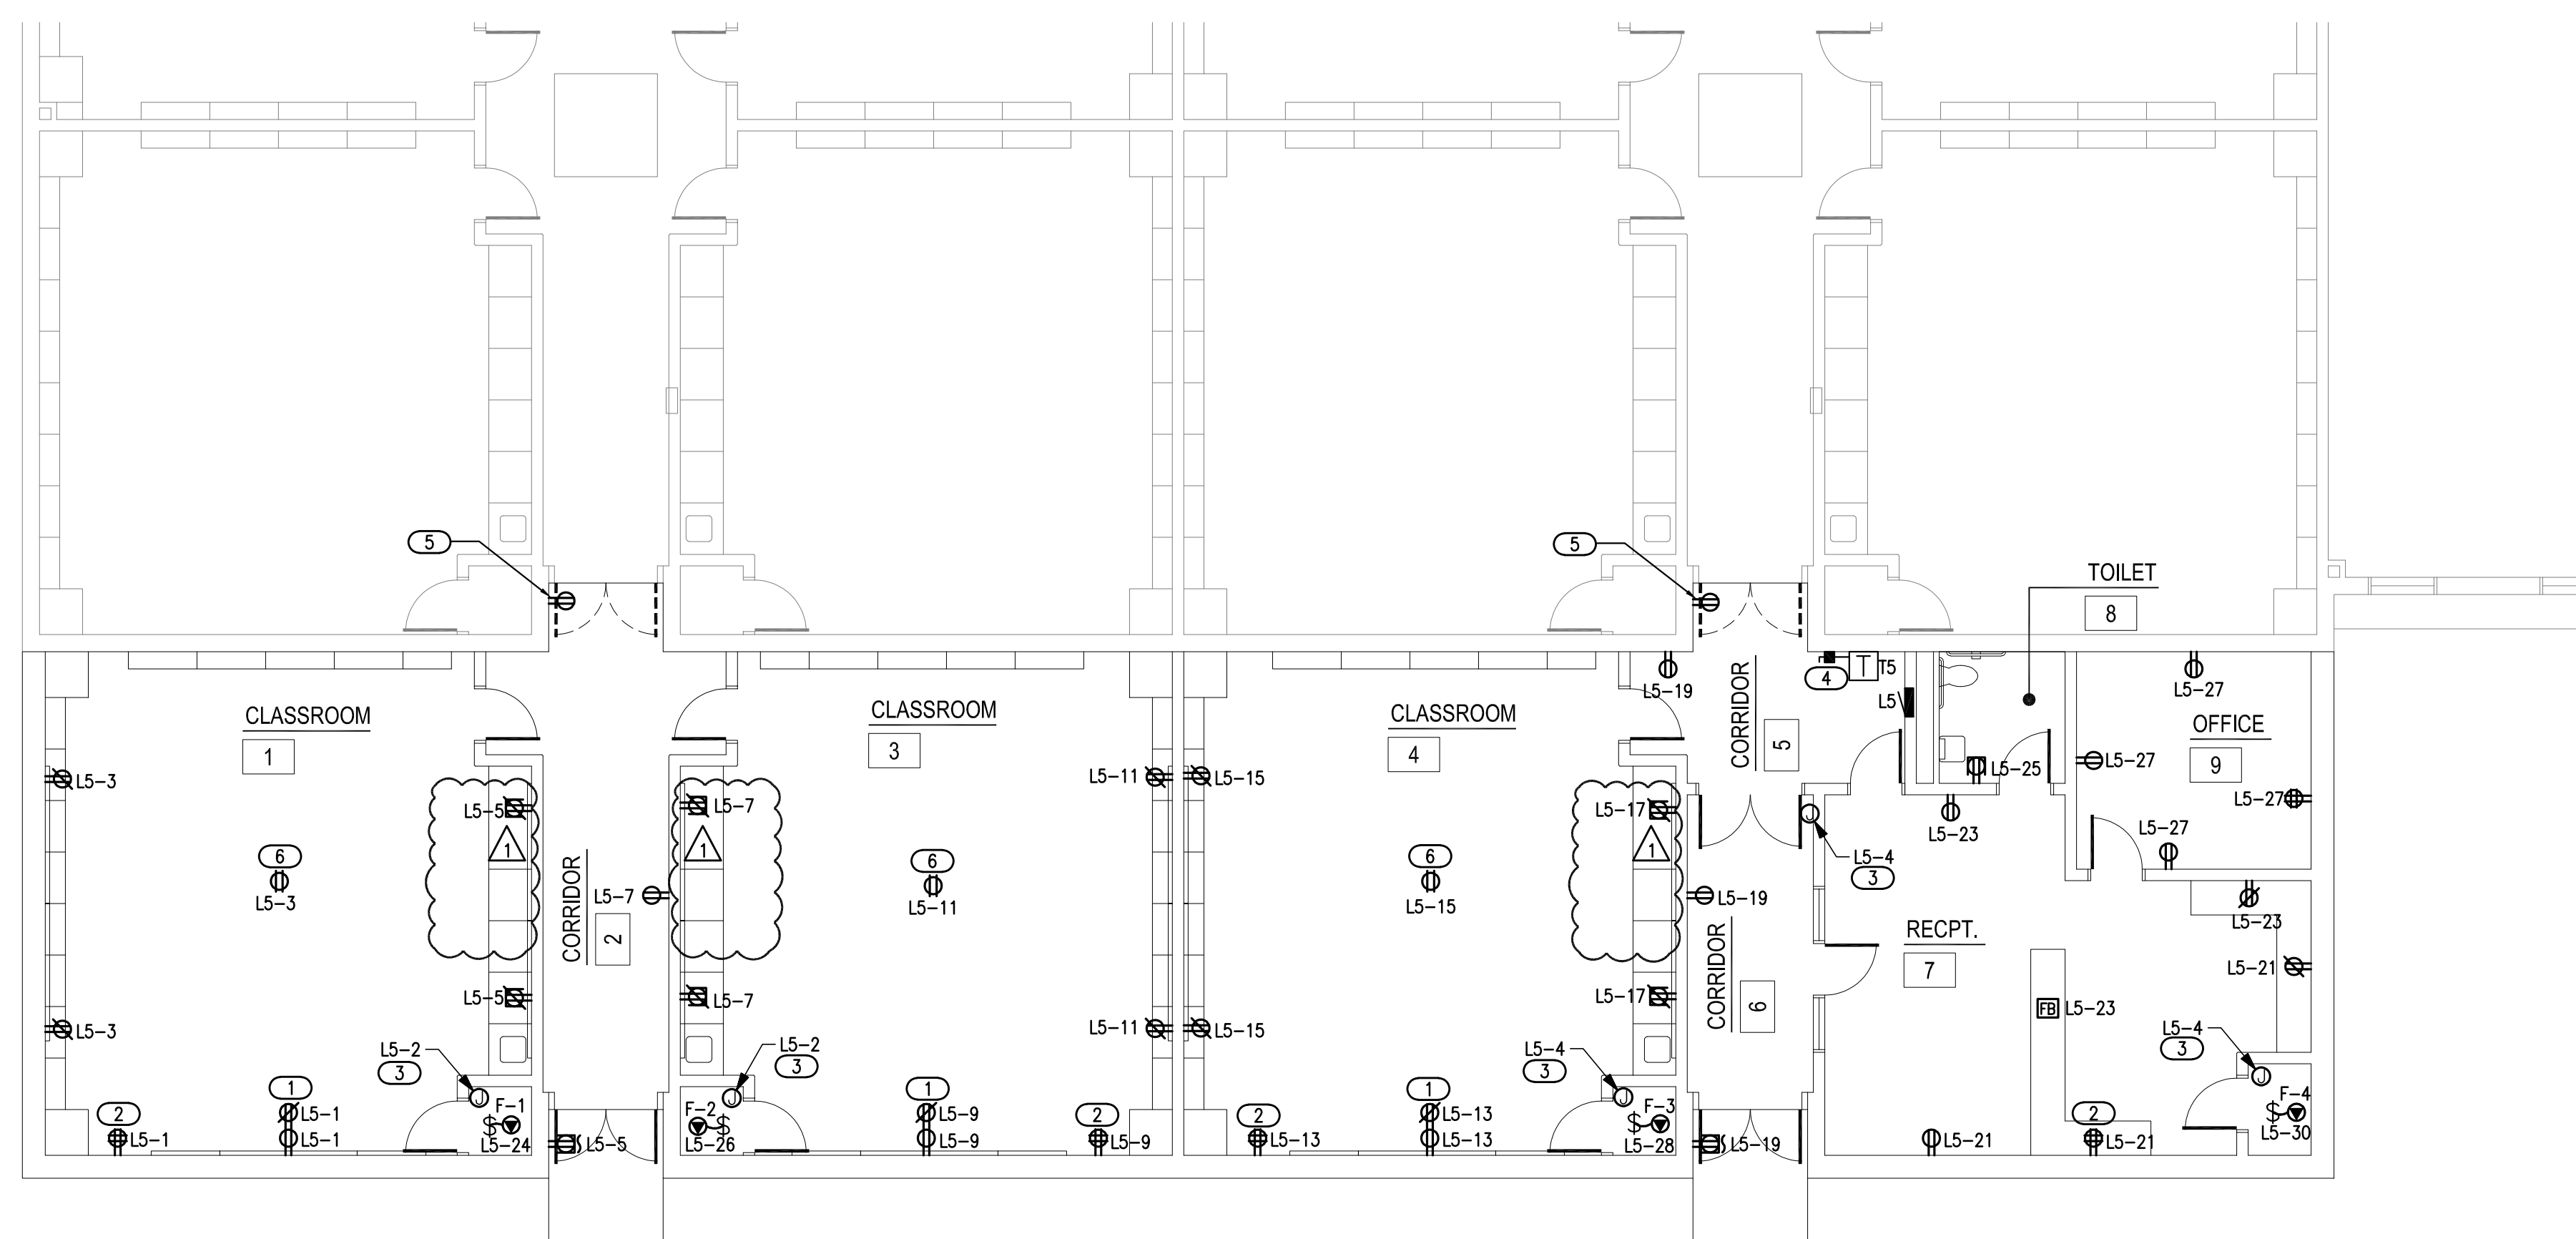 5
5
TOILET
8
CORRIDOR
5
4
T
T5
L5
L5-19
L5-27
CLASSROOM
1
CLASSROOM
3
CLASSROOM
4
OFFICE
9
L5-3
L5-5
L5-7
L5-11
L5-15
L5-17
L5-25
L5-27
L5-27
L5-27
L5-23
J
L5-4
3
1
1
1
6
L5-3
6
L5-11
6
L5-15
CORRIDOR
2
L5-7
L5-19
CORRIDOR
6
RECPT.
7
L5-23
L5-21
FB
L5-23
L5-3
L5-5
L5-7
L5-11
L5-15
L5-17
L5-2
3
J
L5-2
3
J
L5-4
3
J
L5-4
3
J
2
L5-1
1
L5-1
L5-1
F-1
$
L5-24
L5-5
F-2
$
L5-26
1
L5-9
L5-9
2
L5-9
2
L5-13
1
L5-13
L5-13
F-3
$
L5-28
L5-19
L5-21
2
L5-21
F-4
$
L5-30